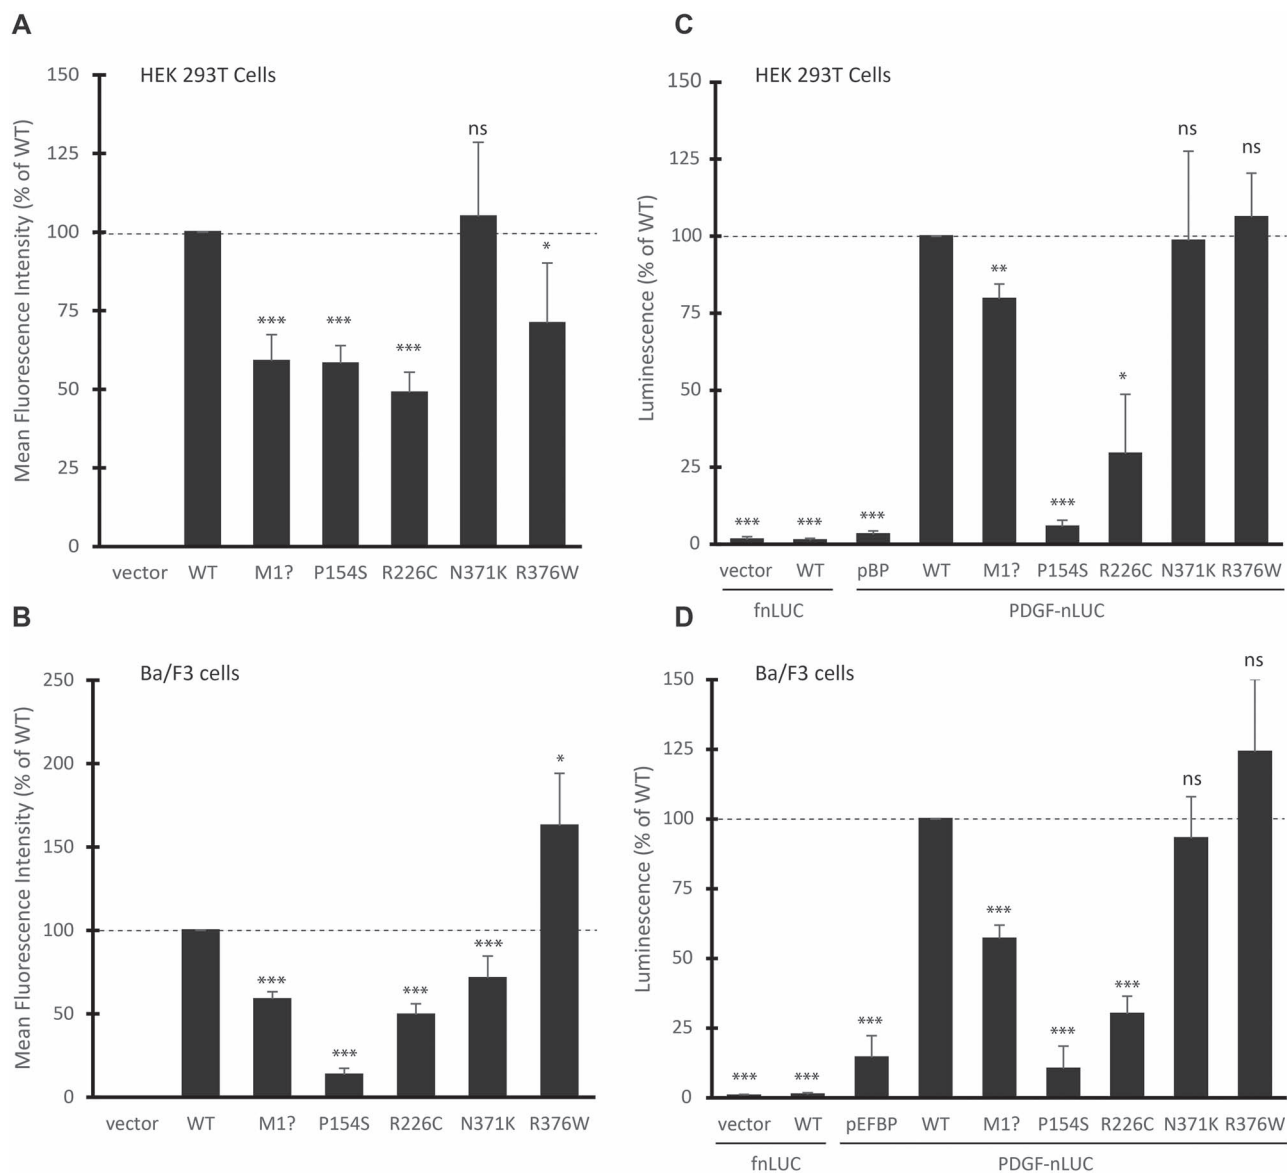 A
HEK 293T Cells
Mean Fluorescence Intensity (% of WT)
150
125
100
75
50
25
0
***
***
***
ns
*
vector WT M1? P154S R226C N371K R376W
B
Ba/F3 cells
Mean Fluorescence Intensity (% of WT)
250
200
150
100
50
0
***
***
***
***
*
vector WT M1? P154S R226C N371K R376W
C
HEK 293T Cells
Luminescence (% of WT)
150
125
100
75
50
25
0
***
***
***
**
***
*
ns
ns
vector WT pBP WT M1? P154S R226C N371K R376W
fnLUC PDGF-nLUC
D
Ba/F3 cells
Luminescence (% of WT)
150
125
100
75
50
25
0
***
***
***
***
***
***
ns
ns
vector WT pEFBP WT M1? P154S R226C N371K R376W
fnLUC PDGF-nLUC